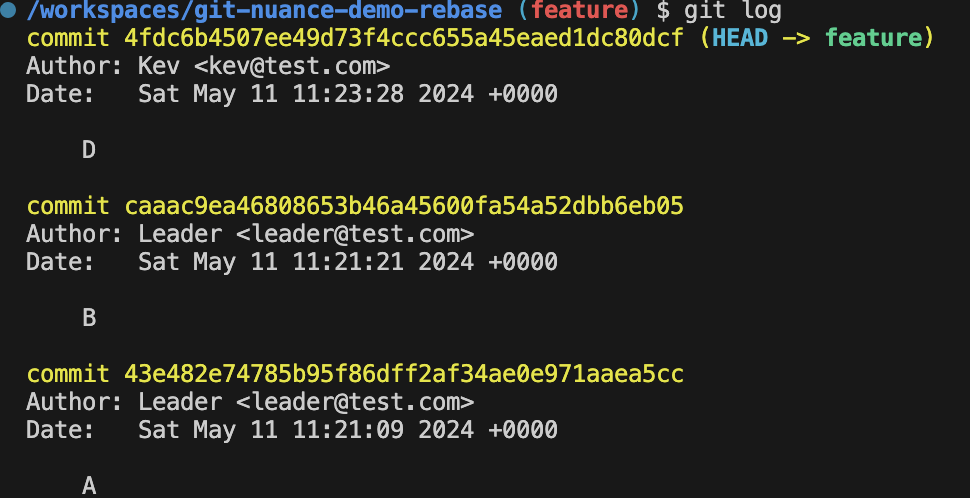 /workspaces/git-nuance-demo-rebase (feature) $ git log
commit 4fdc6b4507ee49d73f4ccc655a45eaed1dc80dcf (HEAD -> feature)
Author: Kev <kev@test.com>
Date:   Sat May 11 11:23:28 2024 +0000
D
commit caaac9ea46808653b46a45600fa54a52dbb6eb05
Author: Leader <leader@test.com>
Date:   Sat May 11 11:21:21 2024 +0000
B
commit 43e482e74785b95f86dff2af34ae0e971aaea5cc
Author: Leader <leader@test.com>
Date:   Sat May 11 11:21:09 2024 +0000
A